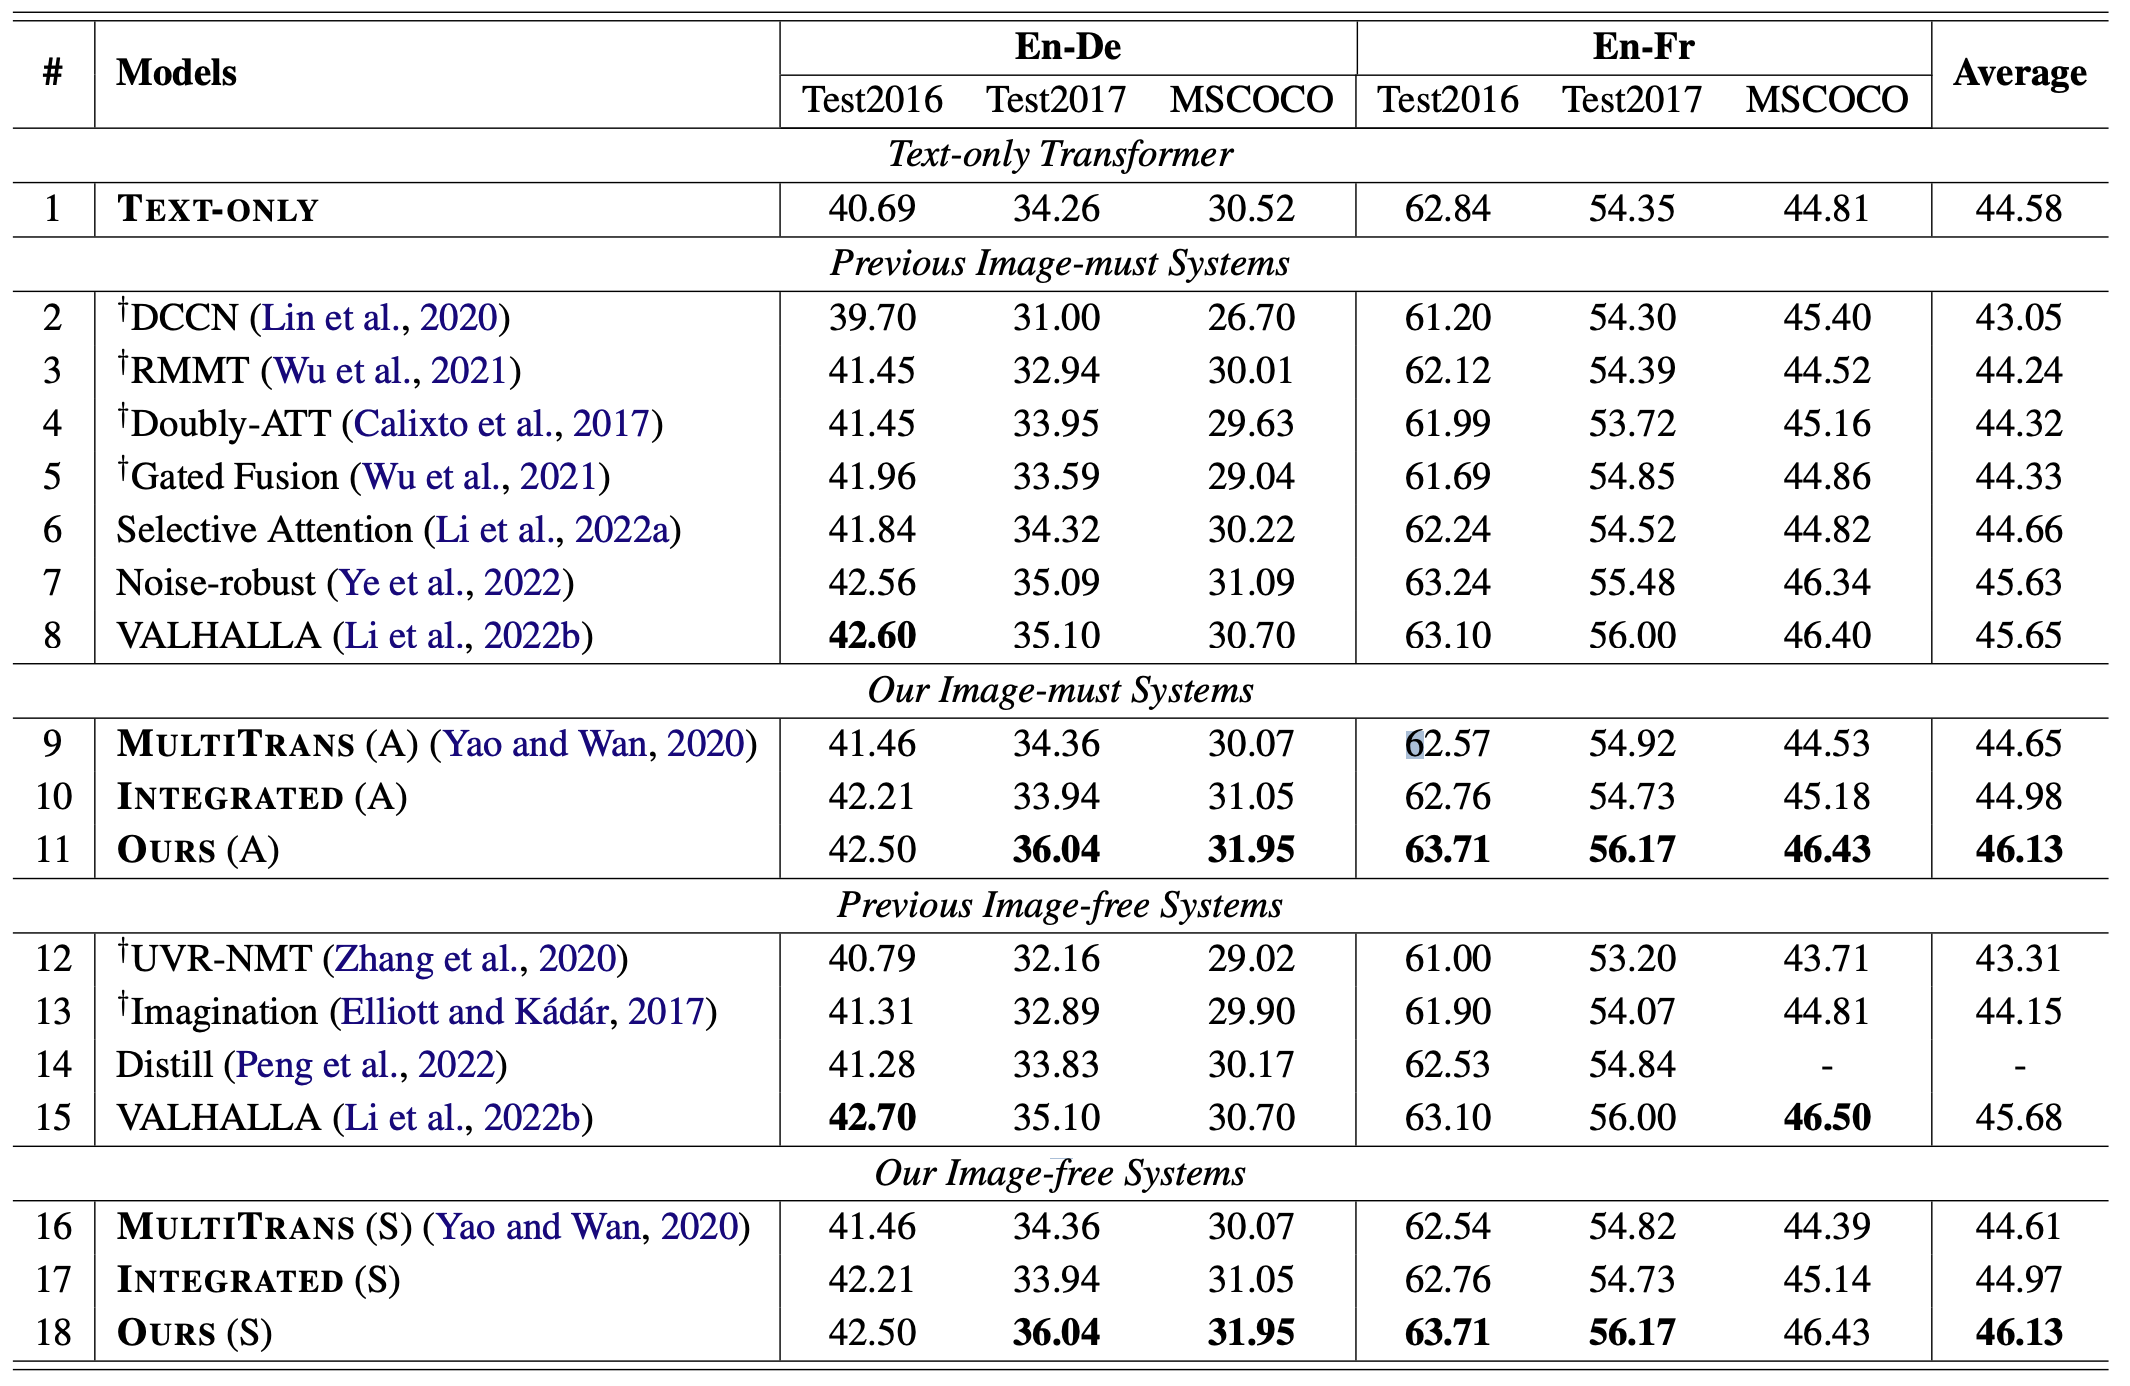 # Models En-De En-Fr Average
Test2016 Test2017 MSCOCO Test2016 Test2017 MSCOCO
Text-only Transformer
1 TEXT-ONLY 40.69 34.26 30.52 62.84 54.35 44.81 44.58
Previous Image-must Systems
2 †DCCN (Lin et al., 2020) 39.70 31.00 26.70 61.20 54.30 45.40 43.05
3 †RMMT (Wu et al., 2021) 41.45 32.94 30.01 62.12 54.39 44.52 44.24
4 †Doubly-ATT (Calixto et al., 2017) 41.45 33.95 29.63 61.99 53.72 45.16 44.32
5 †Gated Fusion (Wu et al., 2021) 41.96 33.59 29.04 61.69 54.85 44.86 44.33
6 Selective Attention (Li et al., 2022a) 41.84 34.32 30.22 62.24 54.52 44.82 44.66
7 Noise-robust (Ye et al., 2022) 42.56 35.09 31.09 63.24 55.48 46.34 45.63
8 VALHALLA (Li et al., 2022b) 42.60 35.10 30.70 63.10 56.00 46.40 45.65
Our Image-must Systems
9 MULTITRANS (A) (Yao and Wan, 2020) 41.46 34.36 30.07 62.57 54.92 44.53 44.65
10 INTEGRATED (A) 42.21 33.94 31.05 62.76 54.73 45.18 44.98
11 OURS (A) 42.50 36.04 31.95 63.71 56.17 46.43 46.13
Previous Image-free Systems
12 †UVR-NMT (Zhang et al., 2020) 40.79 32.16 29.02 61.00 53.20 43.71 43.31
13 †Imagination (Elliott and Kádár, 2017) 41.31 32.89 29.90 61.90 54.07 44.81 44.15
14 Distill (Peng et al., 2022) 41.28 33.83 30.17 62.53 54.84 - -
15 VALHALLA (Li et al., 2022b) 42.70 35.10 30.70 63.10 56.00 46.50 45.68
Our Image-free Systems
16 MULTITRANS (S) (Yao and Wan, 2020) 41.46 34.36 30.07 62.54 54.82 44.39 44.61
17 INTEGRATED (S) 42.21 33.94 31.05 62.76 54.73 45.14 44.97
18 OURS (S) 42.50 36.04 31.95 63.71 56.17 46.43 46.13